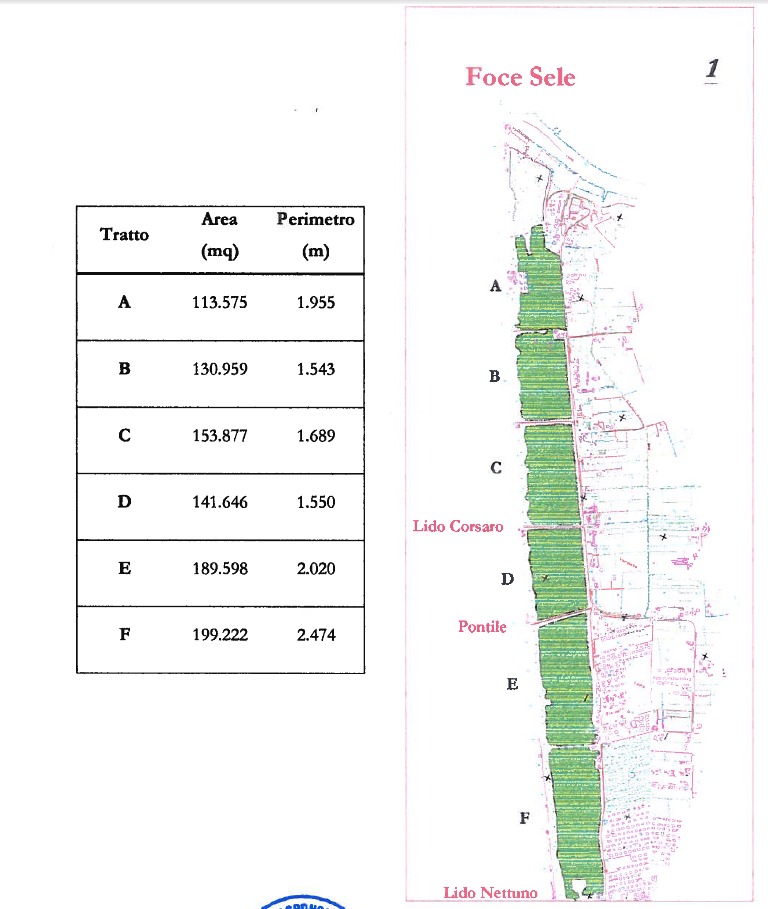 Tratto Area (mq) Perimetro (m)
A 113.575 1.955
B 130.959 1.543
C 153.877 1.689
D 141.646 1.550
E 189.598 2.020
F 199.222 2.474
Foce Sele
1
A
B
C
Lido Corsaro
D
Pontile
E
F
Lido Nettuno